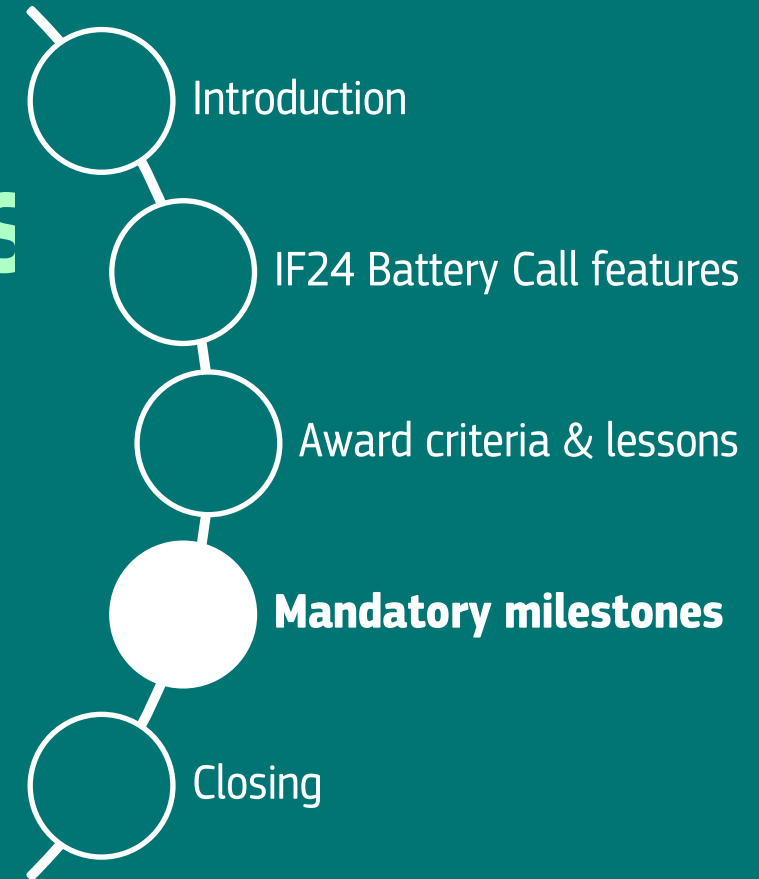 Introduction
IF24 Battery Call features
Award criteria & lessons
Mandatory milestones
Closing